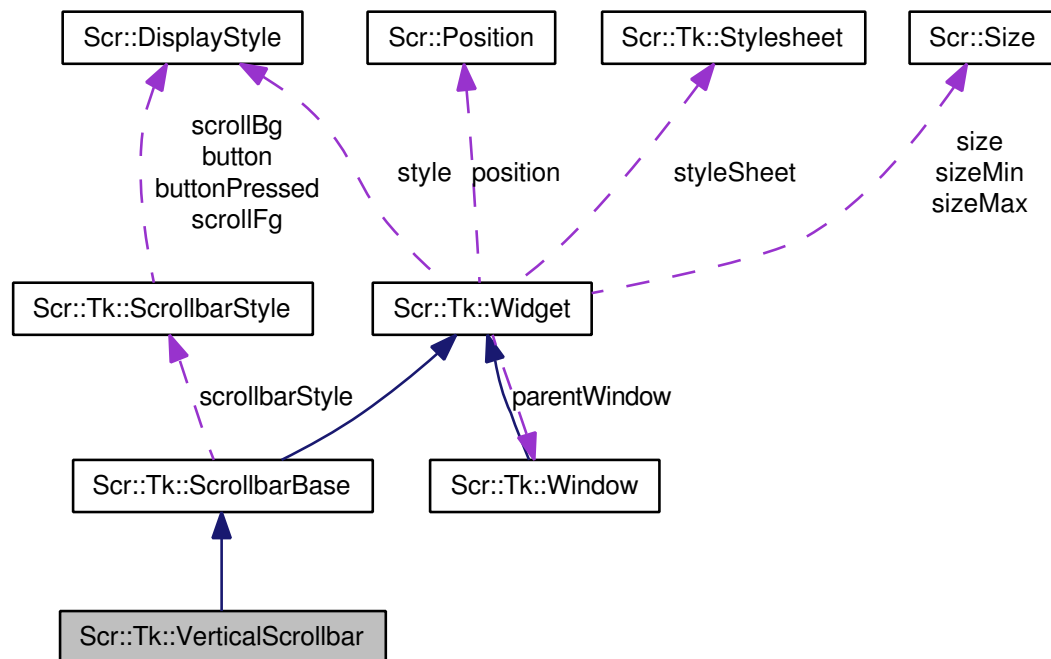 Scr::DisplayStyle
Scr::Position
Scr::Tk::Stylesheet
Scr::Size
scrollBg
button
buttonPressed
scrollFg
style
position
styleSheet
size
sizeMin
sizeMax
Scr::Tk::ScrollbarStyle
Scr::Tk::Widget
scrollbarStyle
parentWindow
Scr::Tk::ScrollbarBase
Scr::Tk::Window
Scr::Tk::VerticalScrollbar